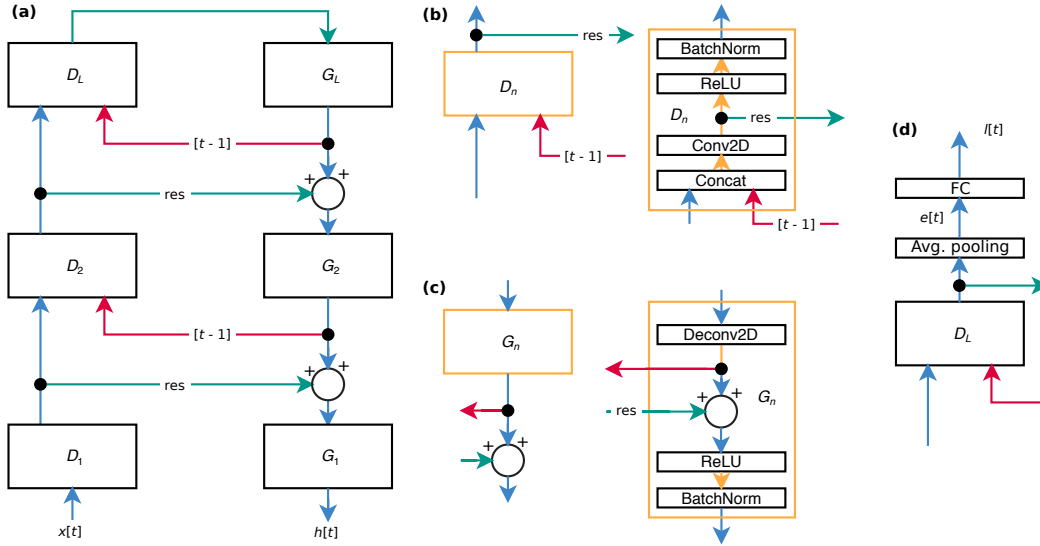 (a)
D_L
G_L
[t - 1]
res
D_2
G_2
[t - 1]
res
D_1
G_1
x[t]
h[t]
(b)
res
D_n
[t - 1]
BatchNorm
ReLU
D_n
res
Conv2D
Concat
[t - 1]
(c)
G_n
Deconv2D
res
G_n
ReLU
BatchNorm
(d)
l[t]
FC
e[t]
Avg. pooling
D_L